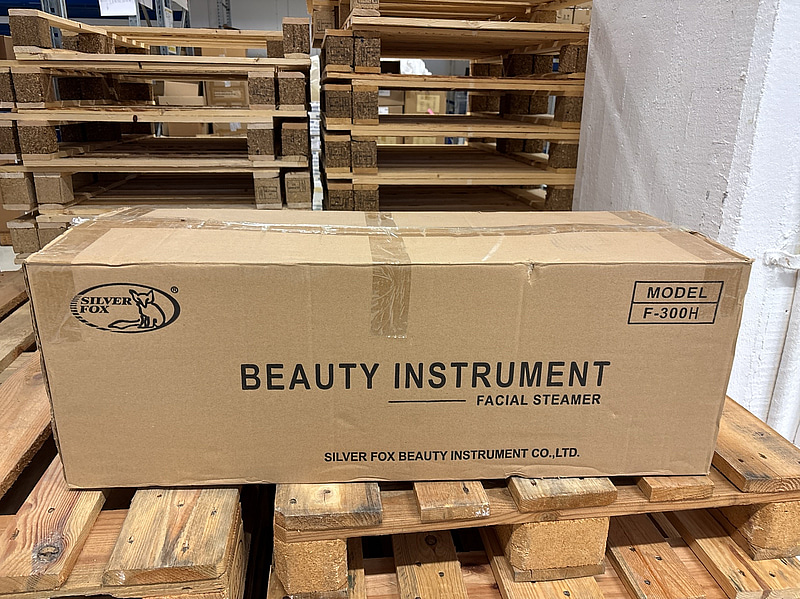 SILVER
FOX
®
MODEL
F-300H
BEAUTY INSTRUMENT
FACIAL STEAMER
SILVER FOX BEAUTY INSTRUMENT CO.,LTD.